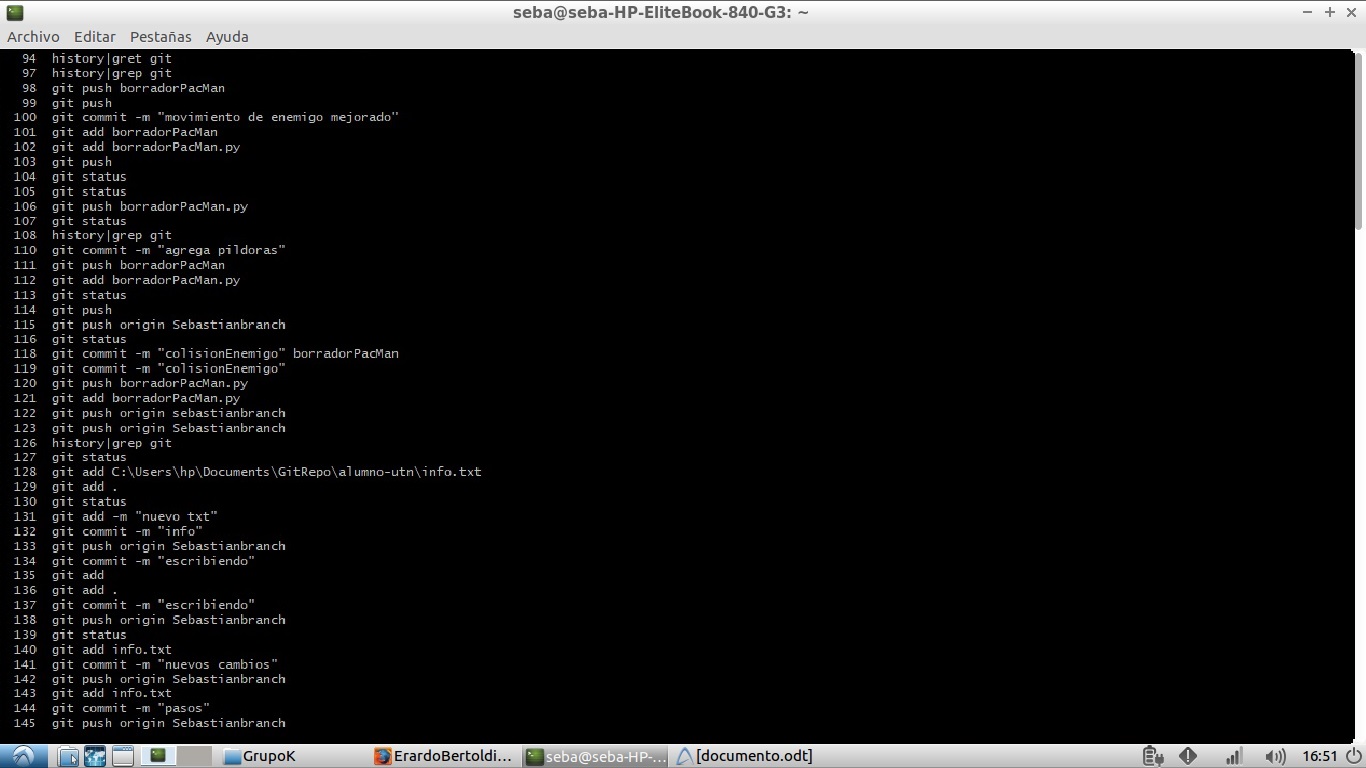 seba@seba-HP-EliteBook-840-G3: ~
Archivo Editar Pestañas Ayuda
94 history|gret git
97 history|grep git
98 git push borradorPacMan
99 git push
100 git commit -m "movimiento de enemigo mejorado"
101 git add borradorPacMan
102 git add borradorPacMan.py
103 git push
104 git status
105 git status
106 git push borradorPacMan.py
107 git status
108 history|grep git
110 git commit -m "agrega pildoras"
111 git push borradorPacMan
112 git add borradorPacMan.py
113 git status
114 git push
115 git push origin Sebastianbranch
116 git status
118 git commit -m "colisionEnemigo" borradorPacMan
119 git commit -m "colisionEnemigo"
120 git push borradorPacMan.py
121 git add borradorPacMan.py
122 git push origin sebastianbranch
123 git push origin Sebastianbranch
126 history|grep git
127 git status
128 git add C:\Users\hp\Documents\GitRepo\alumno-utn\info.txt
129 git add .
130 git status
131 git add -m "nuevo txt"
132 git commit -m "info"
133 git push origin Sebastianbranch
134 git commit -m "escribiendo"
135 git add
136 git add .
137 git commit -m "escribiendo"
138 git push origin Sebastianbranch
139 git status
140 git add info.txt
141 git commit -m "nuevos cambios"
142 git push origin Sebastianbranch
143 git add info.txt
144 git commit -m "pasos"
145 git push origin Sebastianbranch
GrupoK ErardoBertoldi... seba@seba-HP-... [documento.odt] 16:51